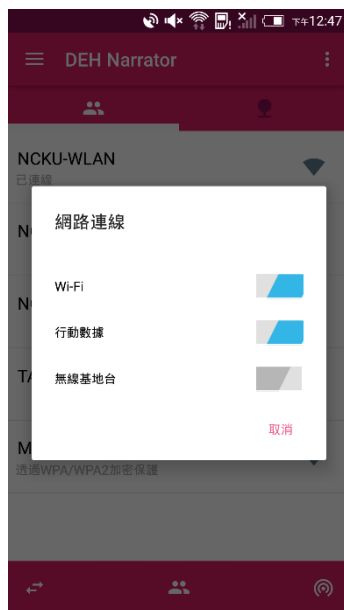 下午12:47
DEH Narrator
NCKU-WLAN
已連線
網路連線
Wi-Fi
行動數據
無線基地台
取消
透過WPA/WPA2加密保護